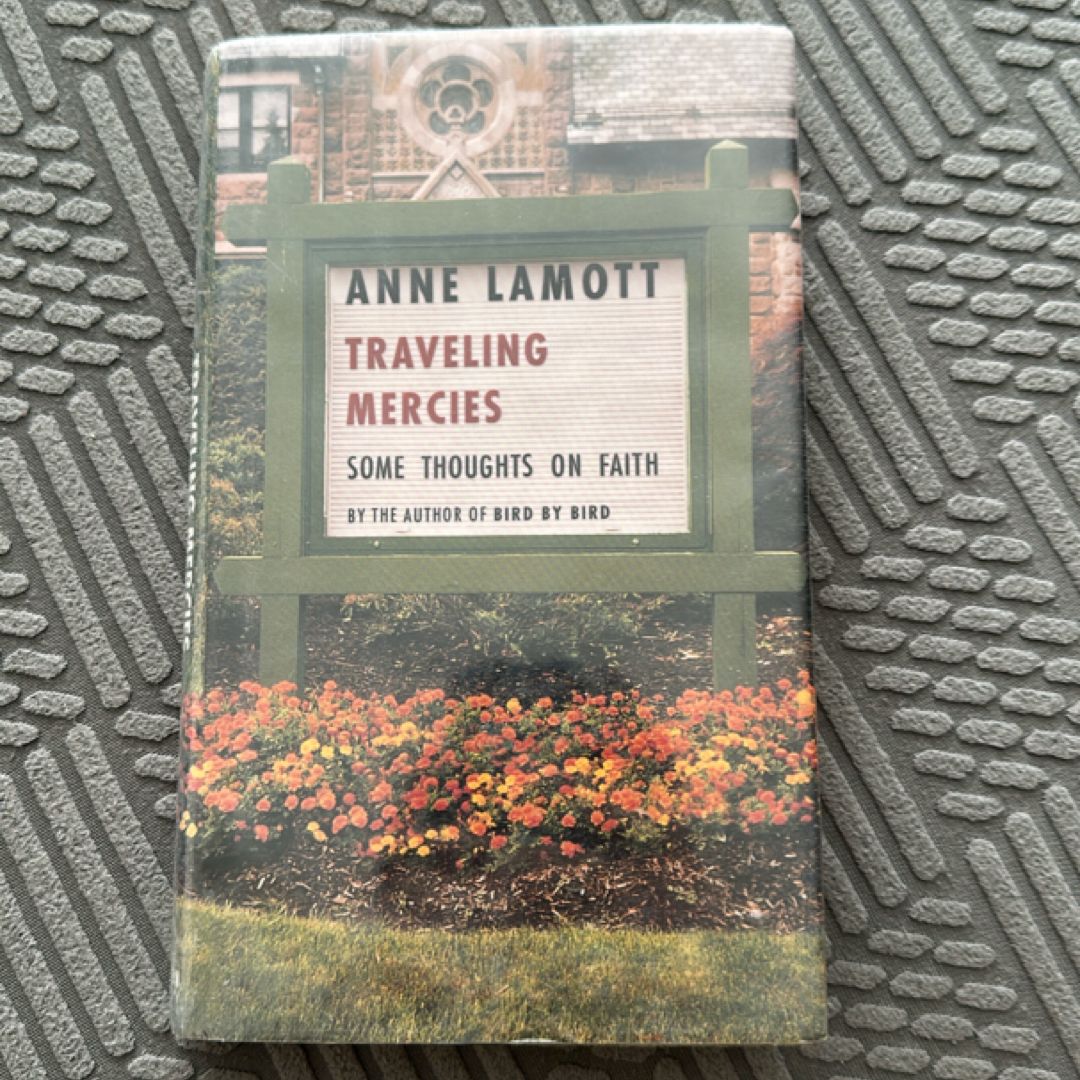 ANNE LAMOTT
TRAVELING
MERCIES
SOME THOUGHTS ON FAITH
BY THE AUTHOR OF BIRD BY BIRD